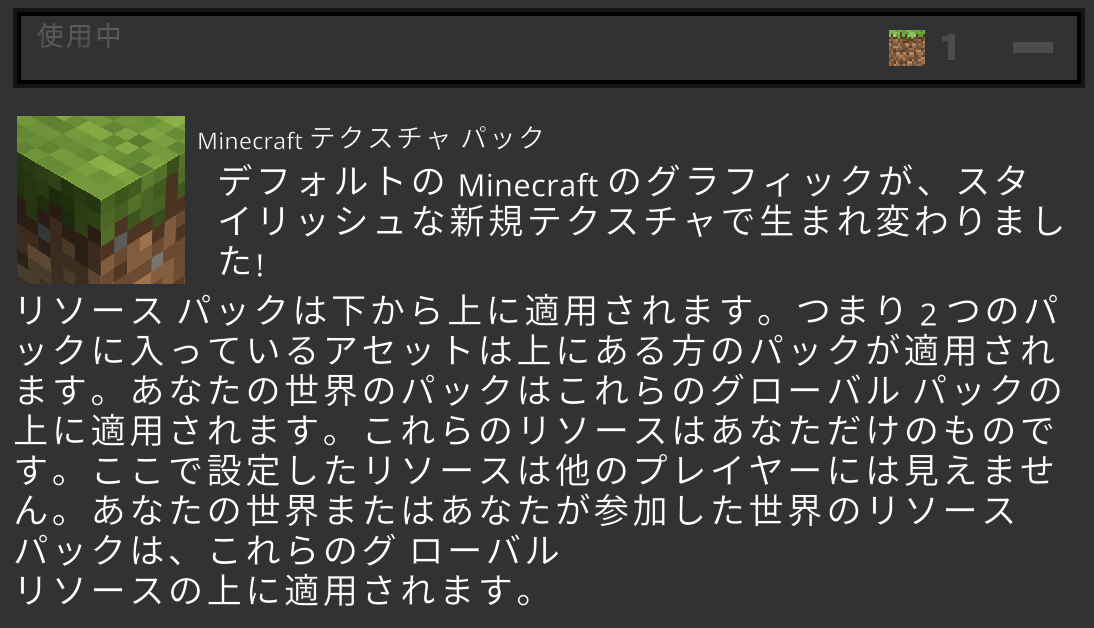 使用中
1
Minecraft テクスチャ パック
デフォルトの Minecraft のグラフィックが、スタ
イリッシュな新規テクスチャで生まれ変わりまし
た!
リソース パックは下から上に適用されます。つまり 2 つのパ
ックに入っているアセットは上にある方のパックが適用され
ます。あなたの世界のパックはこれらのグローバル パックの
上に適用されます。これらのリソースはあなただけのもので
す。ここで設定したリソースは他のプレイヤーには見えませ
ん。あなたの世界またはあなたが参加した世界のリソース
パックは、これらのグ ローバル
リソースの上に適用されます。